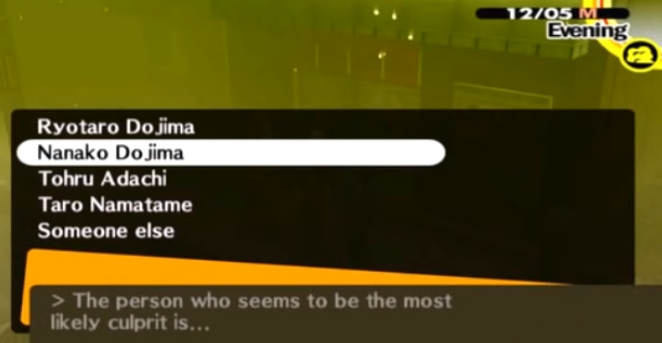 12/05 M
Evening
Ryotaro Dojima
Nanako Dojima
Tohru Adachi
Taro Namatame
Someone else
> The person who seems to be the most
likely culprit is...